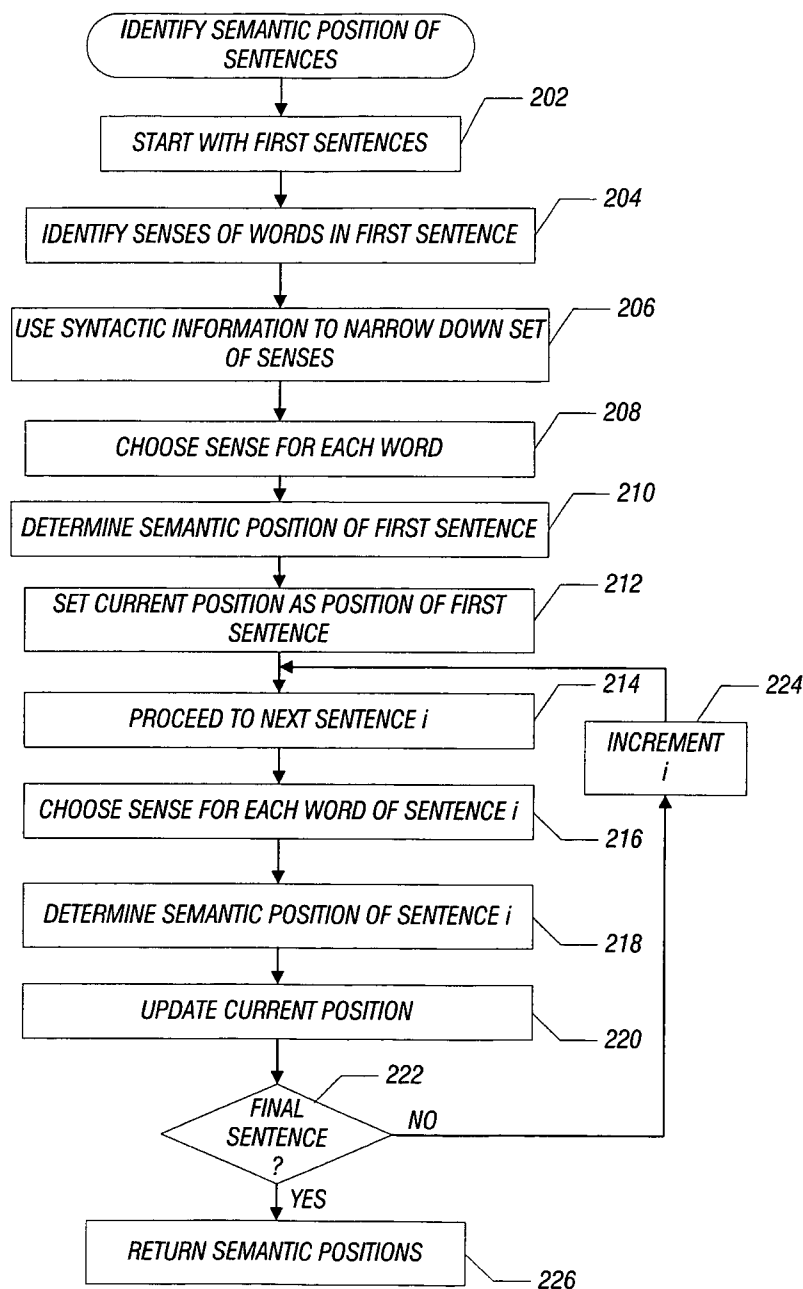 IDENTIFY SEMANTIC POSITION OF
SENTENCES
202
START WITH FIRST SENTENCES
204
IDENTIFY SENSES OF WORDS IN FIRST SENTENCE
206
USE SYNTACTIC INFORMATION TO NARROW DOWN SET
OF SENSES
208
CHOOSE SENSE FOR EACH WORD
210
DETERMINE SEMANTIC POSITION OF FIRST SENTENCE
212
SET CURRENT POSITION AS POSITION OF FIRST
SENTENCE
214
PROCEED TO NEXT SENTENCE i
224
INCREMENT
i
CHOOSE SENSE FOR EACH WORD OF SENTENCE i
216
DETERMINE SEMANTIC POSITION OF SENTENCE i
218
UPDATE CURRENT POSITION
220
222
FINAL
SENTENCE
?
NO
YES
RETURN SEMANTIC POSITIONS
226